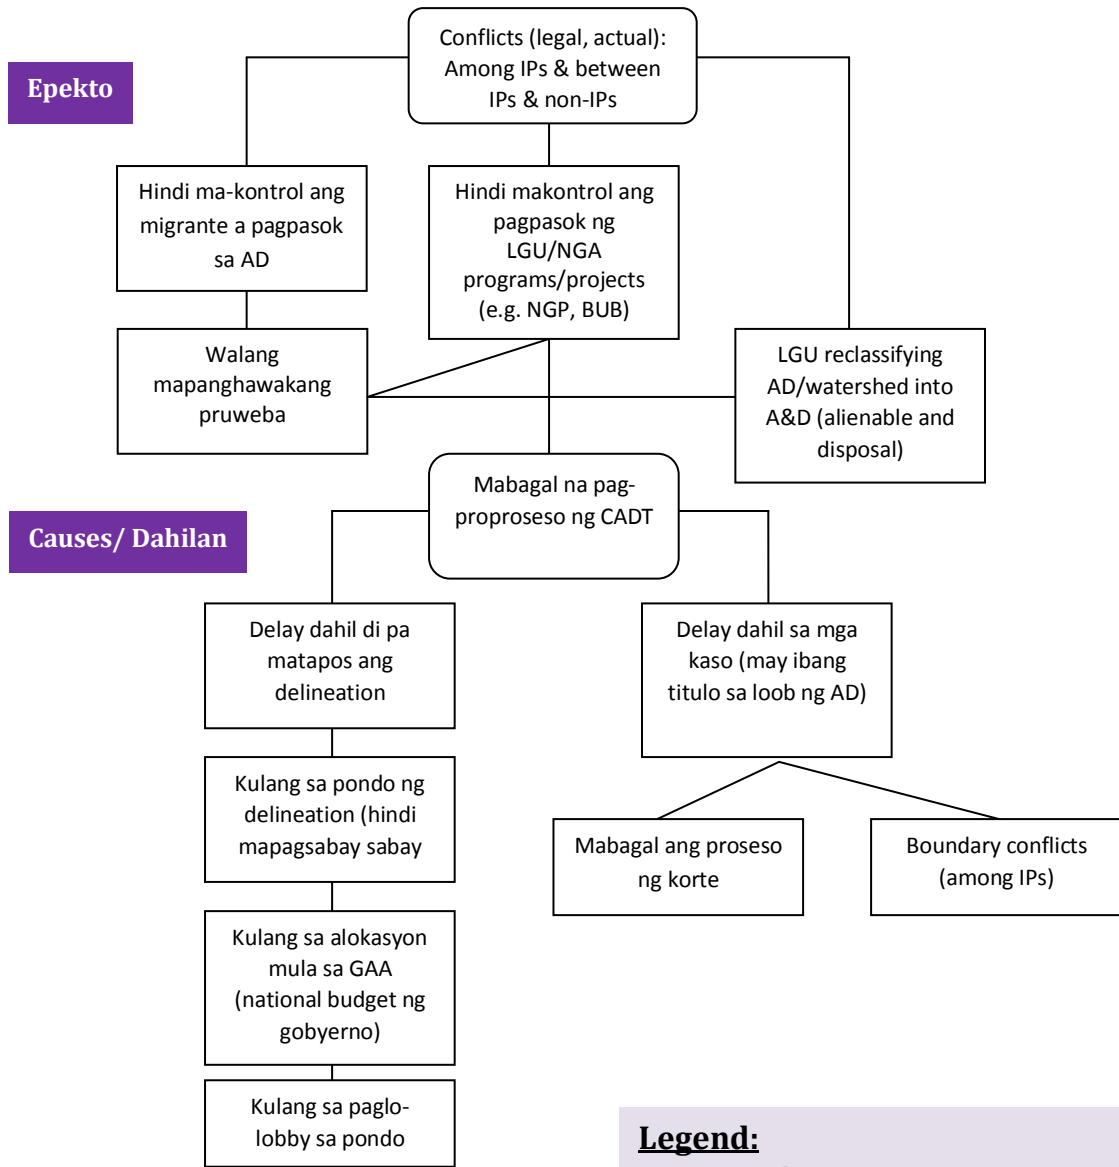 Conflicts (legal, actual):
Among IPs & between
IPs & non-IPs
Epekto
Hindi ma-kontrol ang
migrante a pagpasok
sa AD
Hindi makontrol ang
pagpasok ng
LGU/NGA
programs/projects
(e.g. NGP, BUB)
Walang
mapanghawakang
pruweba
LGU reclassifying
AD/watershed into
A&D (alienable and
disposal)
Mabagal na pag-
proproseso ng CADT
Causes/ Dahilan
Delay dahil di pa
matapos ang
delineation
Delay dahil sa mga
kaso (may ibang
titulo sa loob ng AD)
Kulang sa pondo ng
delineation (hindi
mapagsabay sabay
Mabagal ang proseso
ng korte
Boundary conflicts
(among IPs)
Kulang sa alokasyon
mula sa GAA
(national budget ng
gobyerno)
Kulang sa paglo-
lobby sa pondo
Legend: